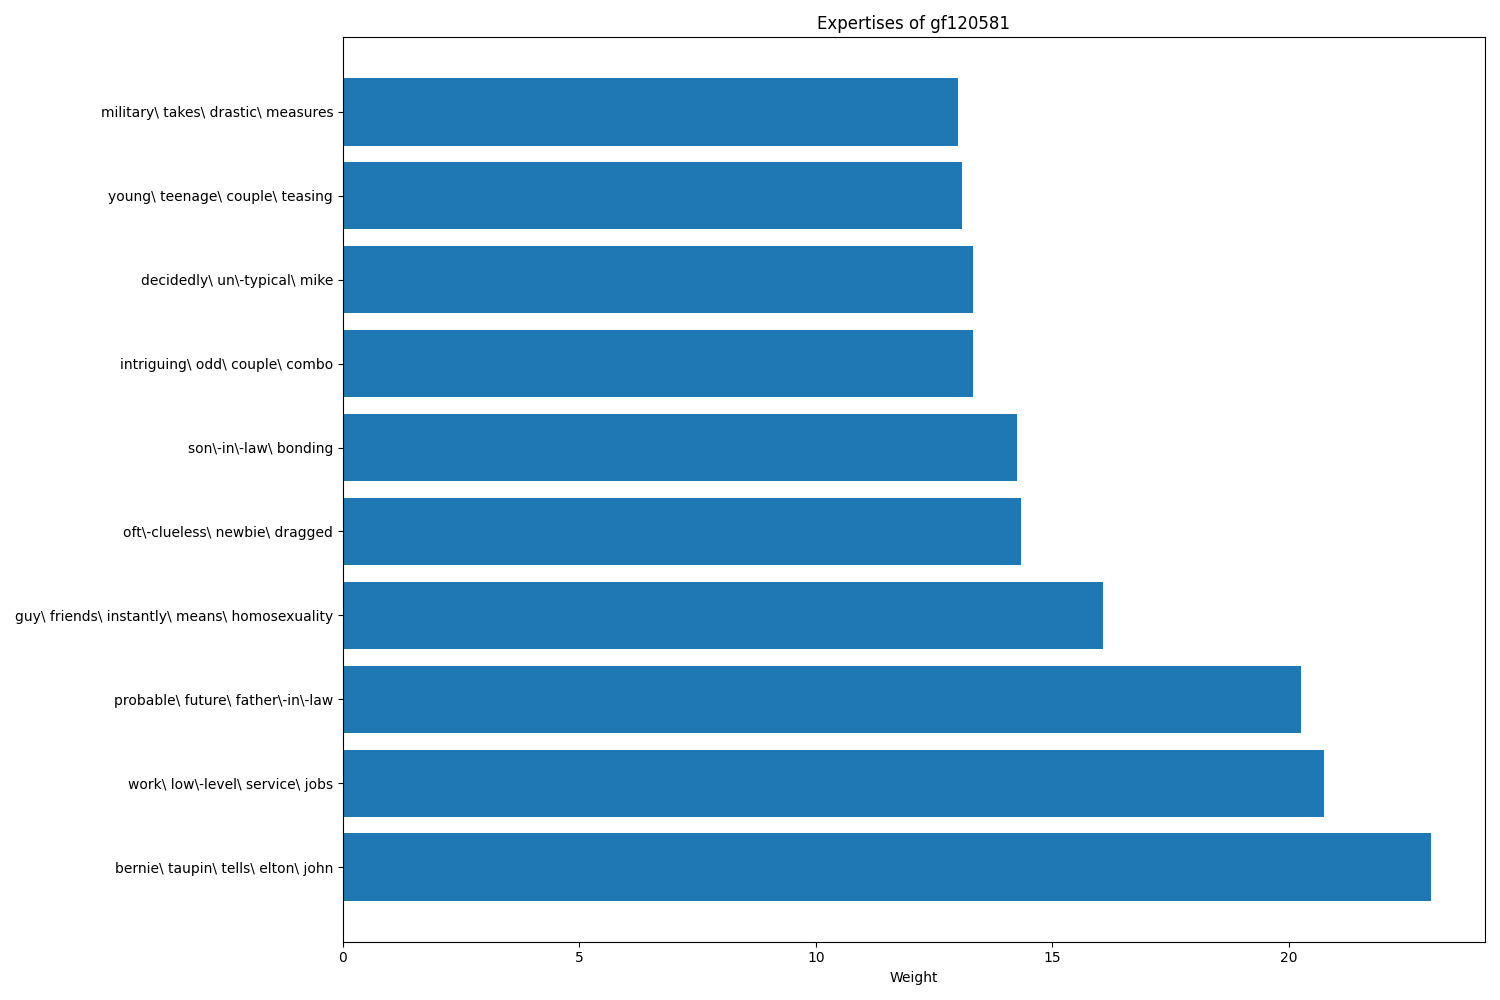 Expertises of gf120581
military\ takes\ drastic\ measures
young\ teenage\ couple\ teasing
decidedly\ un\-typical\ mike
intriguing\ odd\ couple\ combo
son\-in\-law\ bonding
oft\-clueless\ newbie\ dragged
guy\ friends\ instantly\ means\ homosexuality
probable\ future\ father\-in\-law
work\ low\-level\ service\ jobs
bernie\ taupin\ tells\ elton\ john
0 5 10 15 20
Weight